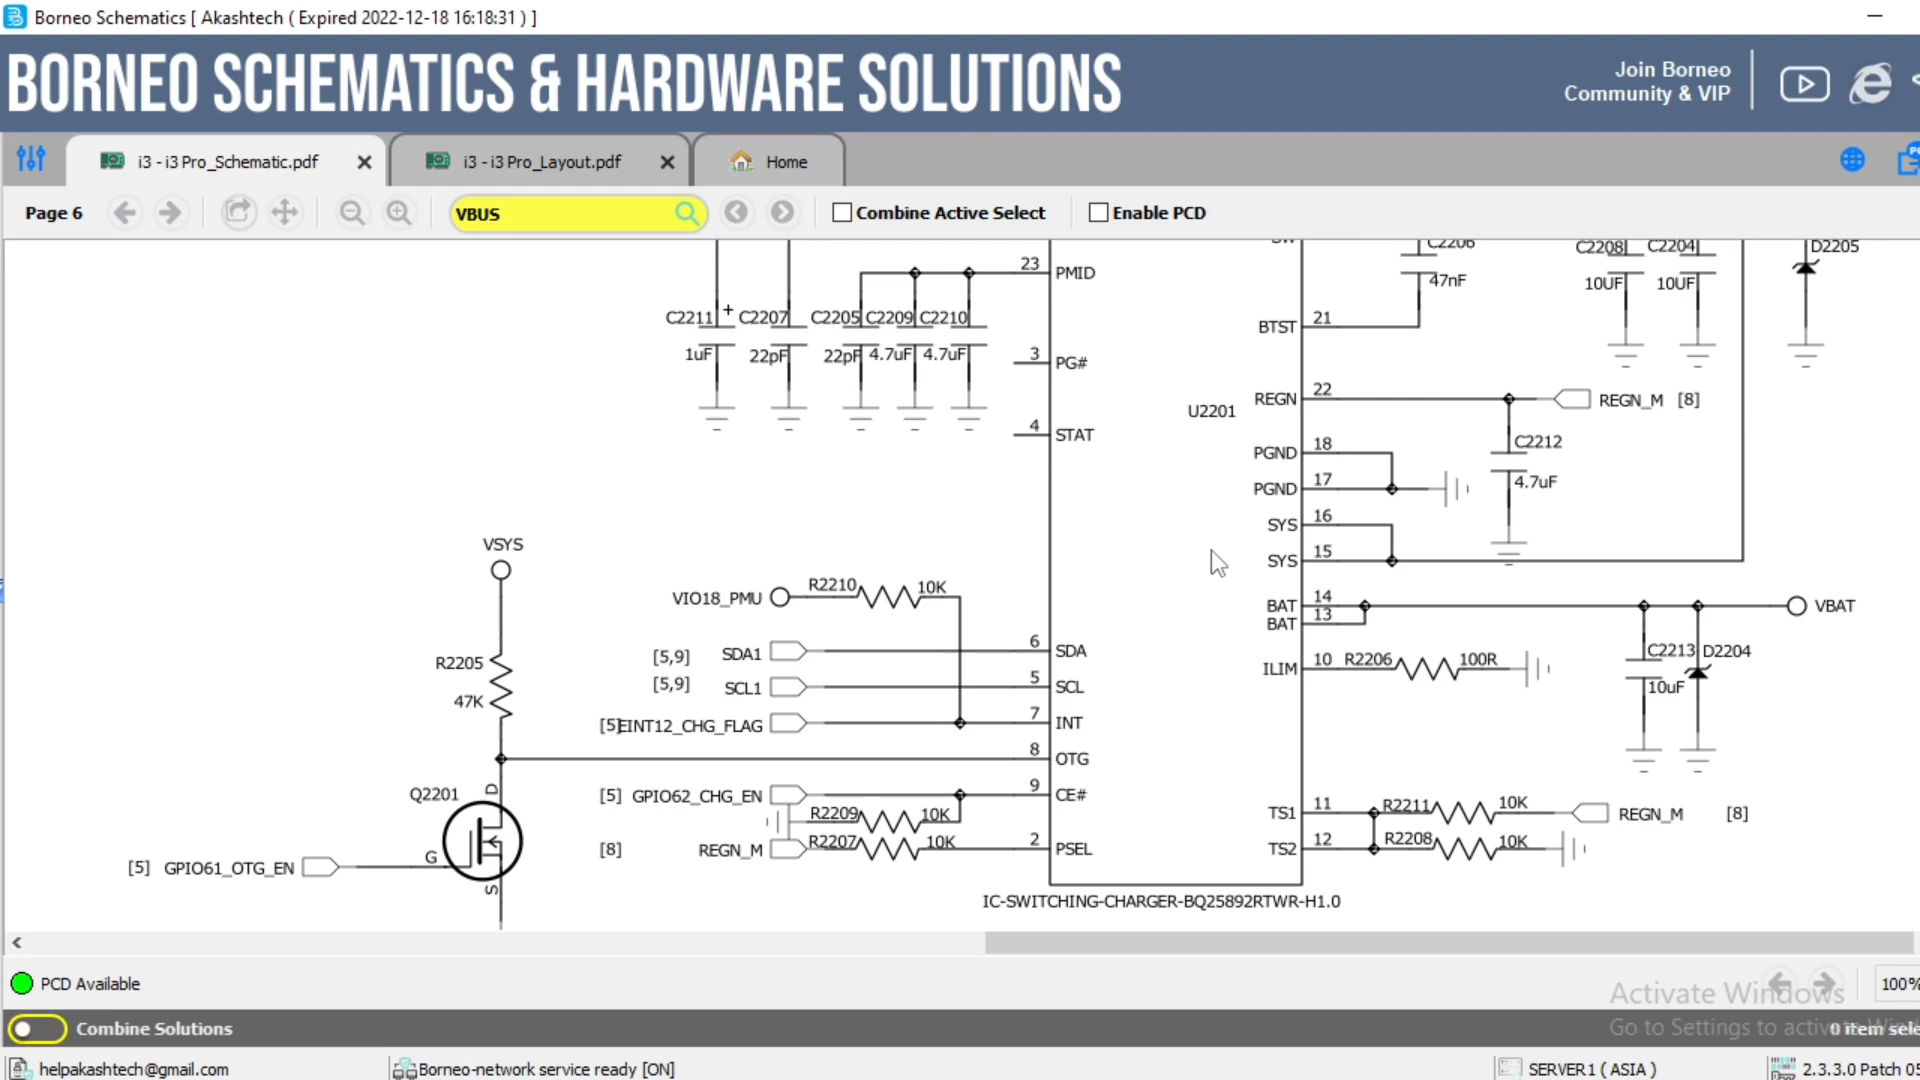 Borneo Schematics [ Akashtech ( Expired 2022-12-18 16:18:31 ) ]
BORNEO SCHEMATICS & HARDWARE SOLUTIONS
Join Borneo
Community & VIP
i3 - i3 Pro_Schematic.pdf
i3 - i3 Pro_Layout.pdf
Home
Page 6
VBUS
Combine Active Select
Enable PCD
23 PMID
C2206
47nF
C2208
10UF
C2204
10UF
D2205
C2211 +
1uF
C2207
22pF
C2205
22pF
C2209
4.7uF
C2210
4.7uF
BTST 21
3 PG#
REGN 22
REGN_M [8]
U2201
4 STAT
C2212
4.7uF
PGND 18
PGND 17
SYS 16
SYS 15
VSYS
R2205
47K
VIO18_PMU R2210 10K
BAT 14
BAT 13
VBAT
[5,9] SDA1 6 SDA
[5,9] SCL1 5 SCL
[5] EINT12_CHG_FLAG 7 INT
8 OTG
ILIM 10 R2206 100R
C2213
10uF
D2204
Q2201
D
G
S
[5] GPIO61_OTG_EN
[5] GPIO62_CHG_EN 9 CE#
R2209 10K
[8] REGN_M R2207 10K 2 PSEL
TS1 11 R2211 10K REGN_M [8]
TS2 12 R2208 10K
IC-SWITCHING-CHARGER-BQ25892RTWR-H1.0
PCD Available
100%
Activate Windows
Combine Solutions
Go to Settings to activ
0 item sele
helpakashtech@gmail.com
Borneo-network service ready [ON]
SERVER1 ( ASIA )
2.3.3.0 Patch 05